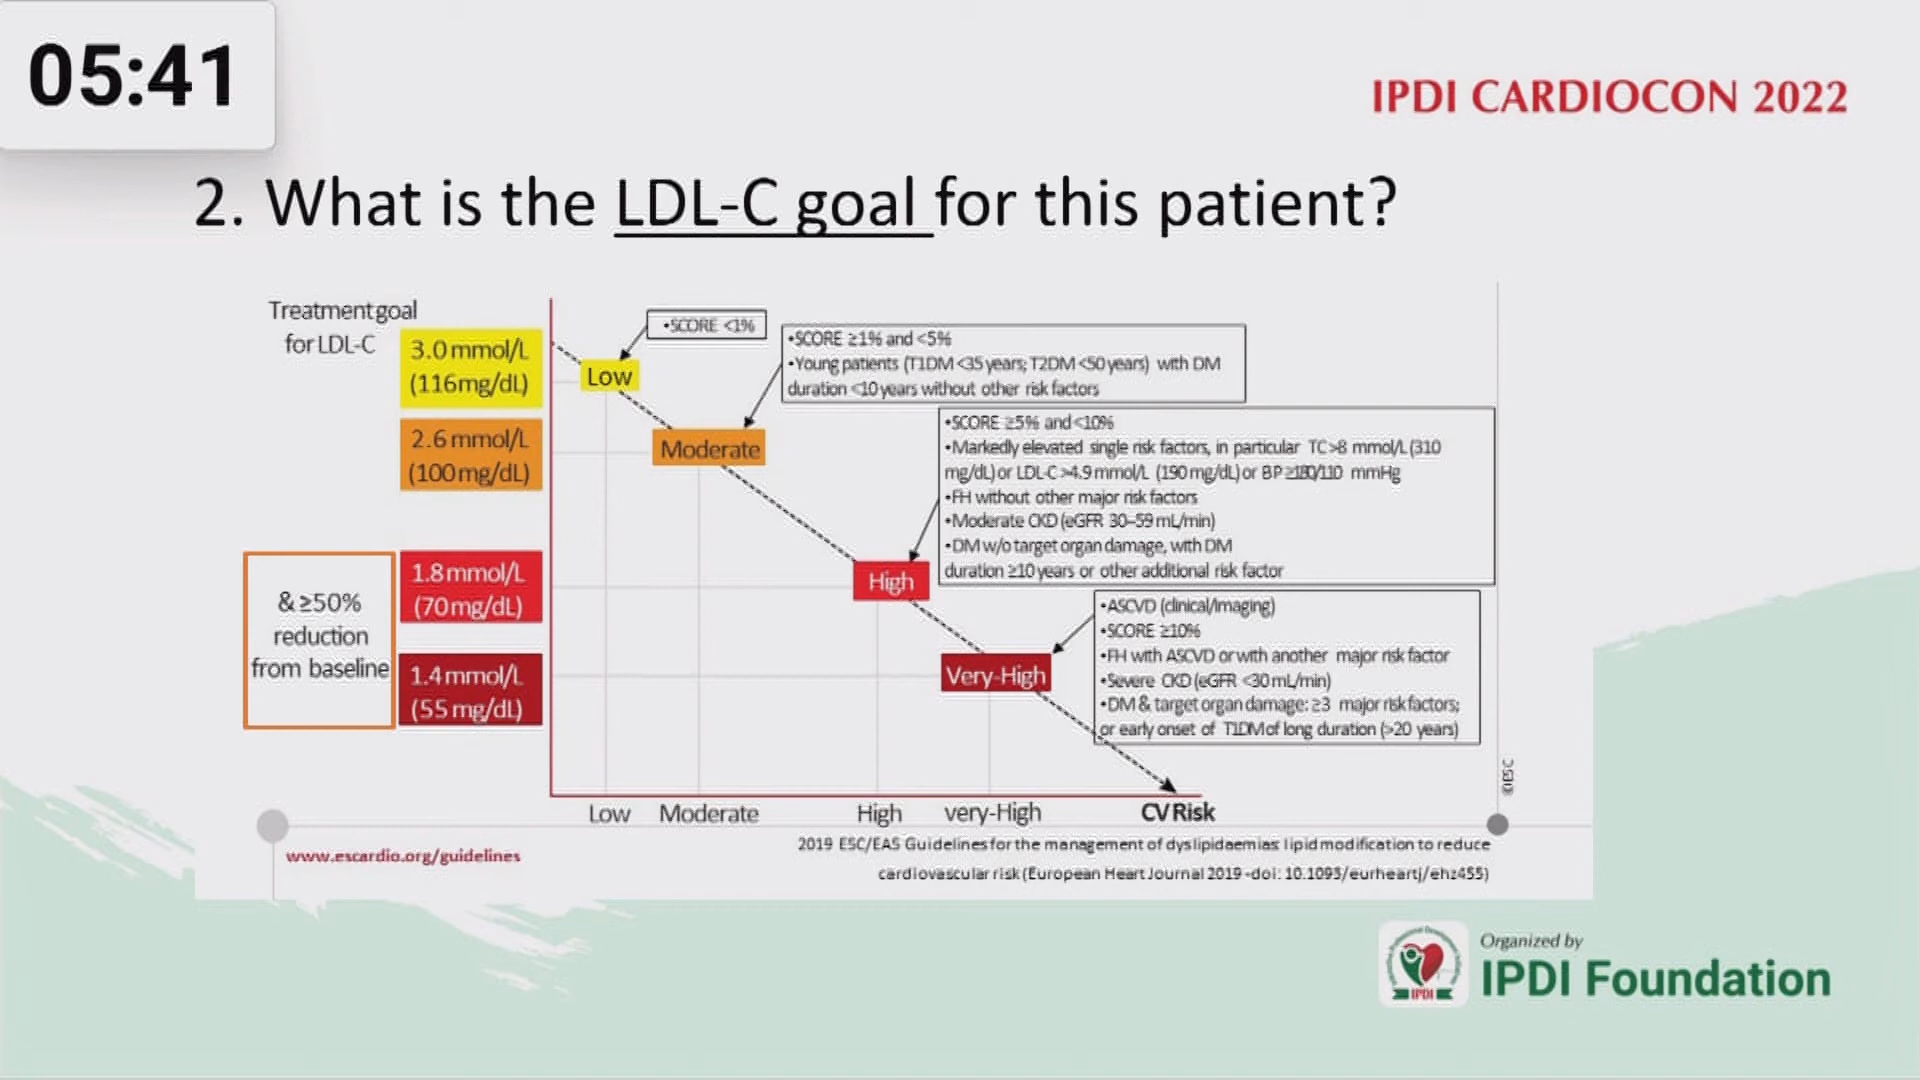 05:41
IPDI CARDIOCON 2022
2. What is the LDL-C goal for this patient?
Treatment goal
for LDL-C
3.0 mmol/L
(116mg/dL)
2.6 mmol/L
(100mg/dL)
1.8mmol/L
(70mg/dL)
1.4mmol/L
(55mg/dL)
& ≥50%
reduction
from baseline
Low
•SCORE <1%
Moderate
•SCORE ≥1% and <5%
•Young patients (T1DM <35 years; T2DM <50 years) with DM
duration <10 years without other risk factors
High
•SCORE ≥5% and <10%
•Markedly elevated single risk factors, in particular TC>8 mmol/L (310
mg/dL) or LDL-C >4.9 mmol/L (190 mg/dL) or BP ≥180/110 mmHg
•FH without other major risk factors
•Moderate CKD (eGFR 30–59 mL/min)
•DM w/o target organ damage, with DM
duration ≥10 years or other additional risk factor
Very-High
•ASCVD (clinical/imaging)
•SCORE ≥10%
•FH with ASCVD or with another major risk factor
•Severe CKD (eGFR <30 mL/min)
•DM & target organ damage: ≥3 major risk factors;
or early onset of T1DM of long duration (>20 years)
Low Moderate High very-High CV Risk
©ESC
www.escardio.org/guidelines
2019 ESC/EAS Guidelines for the management of dyslipidaemias: lipid modification to reduce
cardiovascular risk (European Heart Journal 2019 -doi: 10.1093/eurheartj/ehz455)
IPDI
Organized by
IPDI Foundation